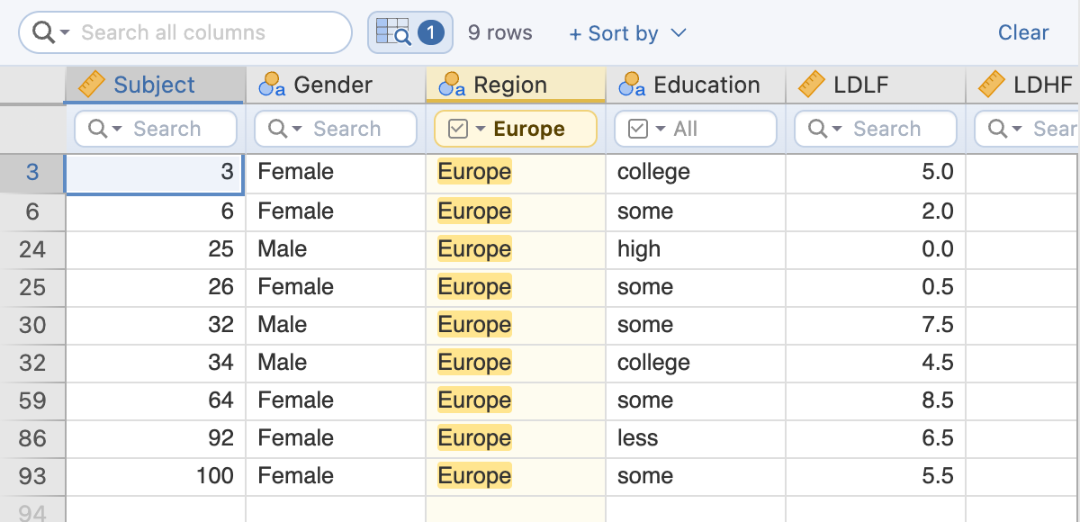 Search all columns 1 9 rows + Sort by Clear
Subject a Gender a Region a Education LDLF LDHF
Search Search Europe All Search Sear
3 3 Female Europe college 5.0
6 6 Female Europe some 2.0
24 25 Male Europe high 0.0
25 26 Female Europe some 0.5
30 32 Male Europe some 7.5
32 34 Male Europe college 4.5
59 64 Female Europe some 8.5
86 92 Female Europe less 6.5
93 100 Female Europe some 5.5
94